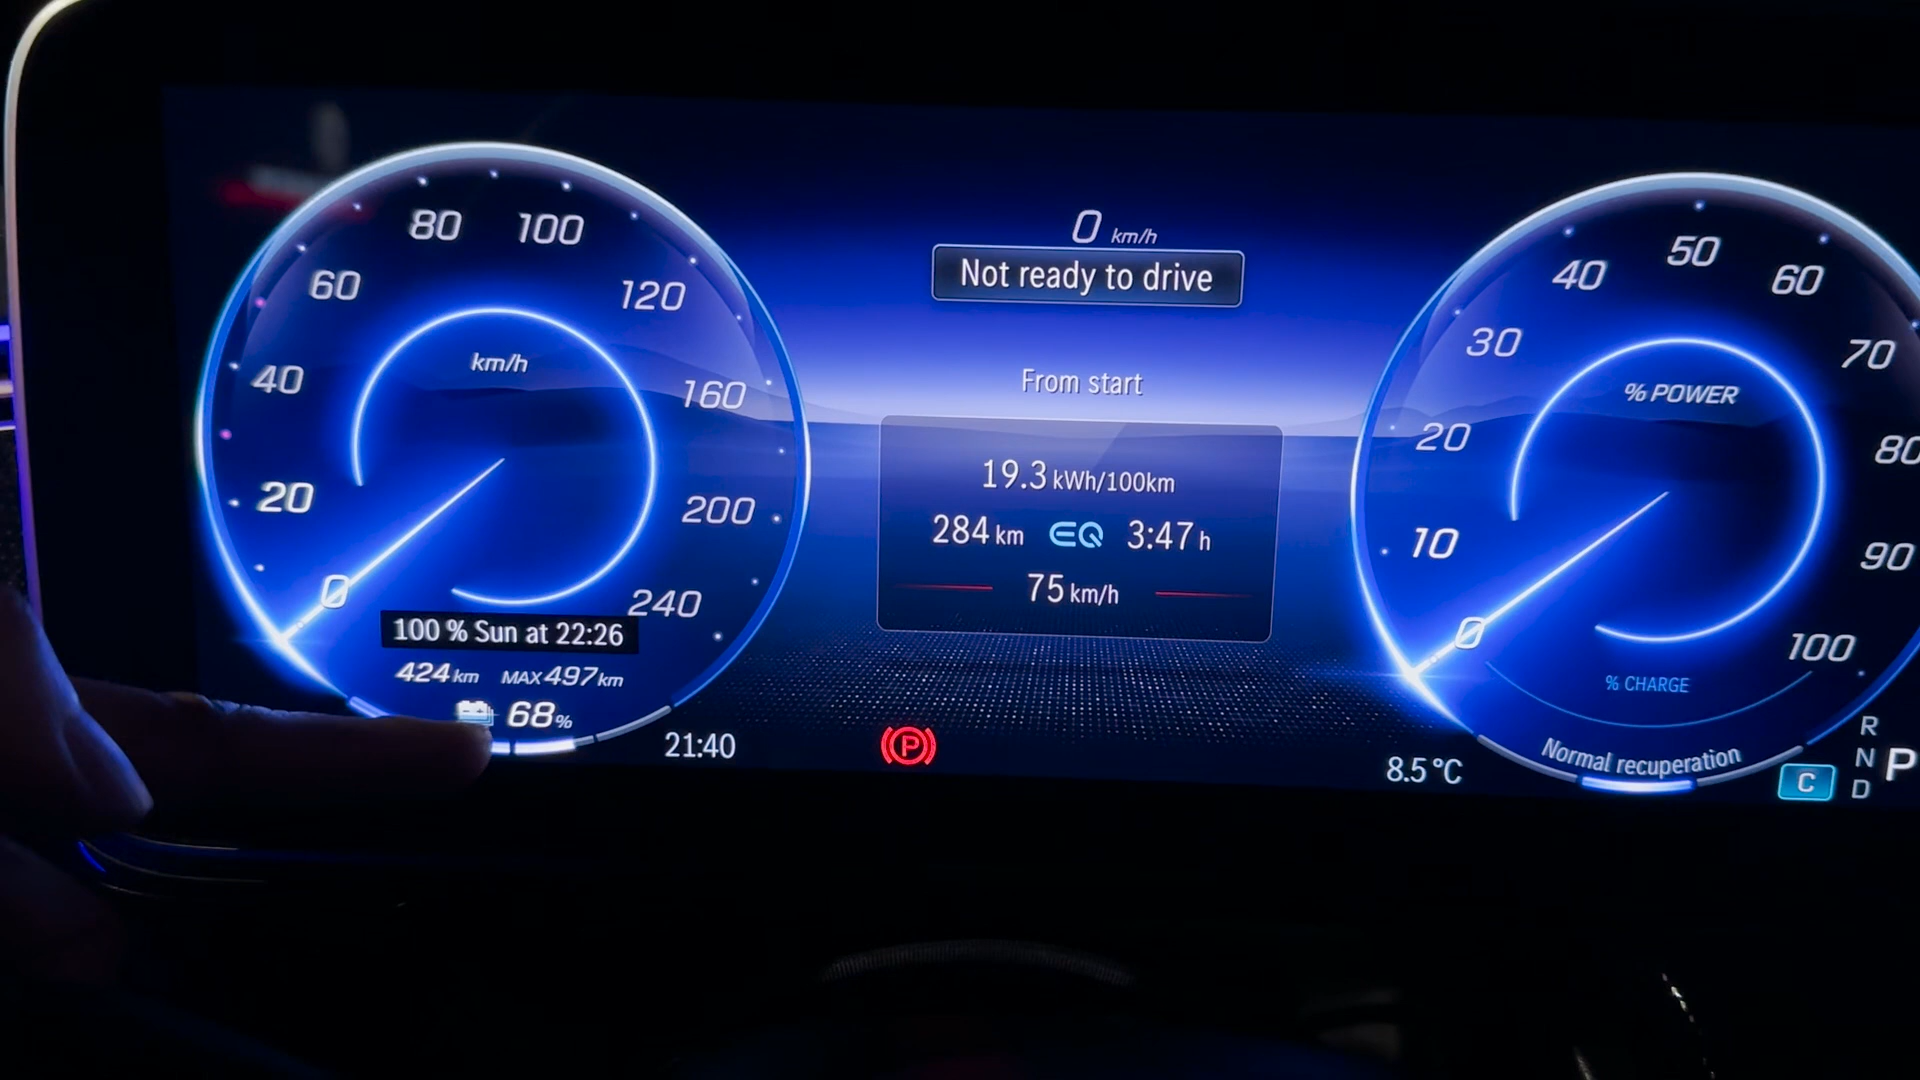 80
100
60
120
40
km/h
160
20
200
0
240
100 % Sun at 22:26
424 km MAX 497 km
68%
21:40
0 km/h
Not ready to drive
From start
19.3 kWh/100km
284 km EQ 3:47 h
75 km/h
P
8.5 °C
50
40
60
30
70
% POWER
20
80
10
90
0
100
% CHARGE
Normal recuperation
C
R
N
D
P